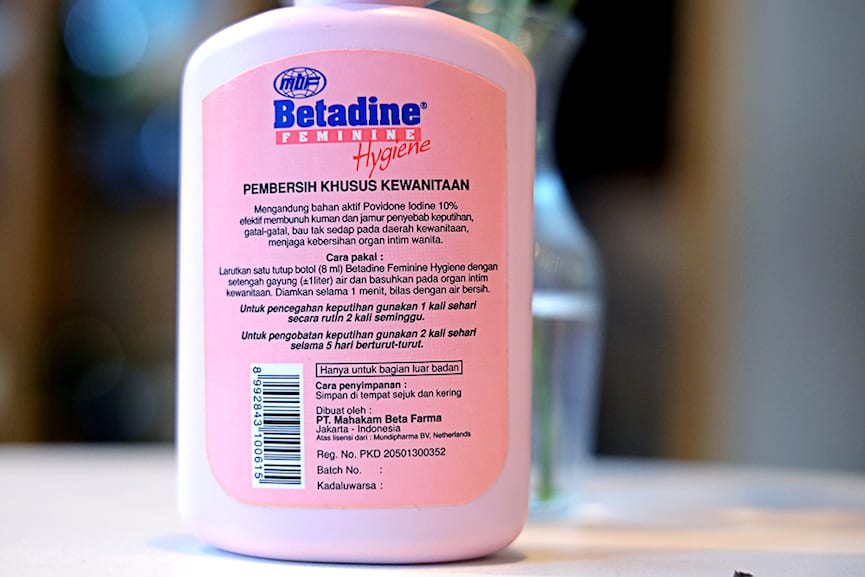 mbF
Betadine®
FEMININE
Hygiene
PEMBERSIH KHUSUS KEWANITAAN
Mengandung bahan aktif Povidone Iodine 10%
efektif membunuh kuman dan jamur penyebab keputihan,
gatal-gatal, bau tak sedap pada daerah kewanitaan,
menjaga kebersihan organ intim wanita.
Cara pakai :
Larutkan satu tutup botol (8 ml) Betadine Feminine Hygiene dengan
setengah gayung (±1liter) air dan basuhkan pada organ intim
kewanitaan. Diamkan selama 1 menit, bilas dengan air bersih.
Untuk pencegahan keputihan gunakan 1 kali sehari
secara rutin 2 kali seminggu.
Untuk pengobatan keputihan gunakan 2 kali sehari
selama 5 hari berturut-turut.
Hanya untuk bagian luar badan
Cara penyimpanan :
Simpan di tempat sejuk dan kering
Dibuat oleh :
PT. Mahakam Beta Farma
Jakarta - Indonesia
Atas lisensi dari : Mundipharma BV, Netherlands
Reg. No. PKD 20501300352
Batch No. :
Kadaluwarsa :
8 992843 100615